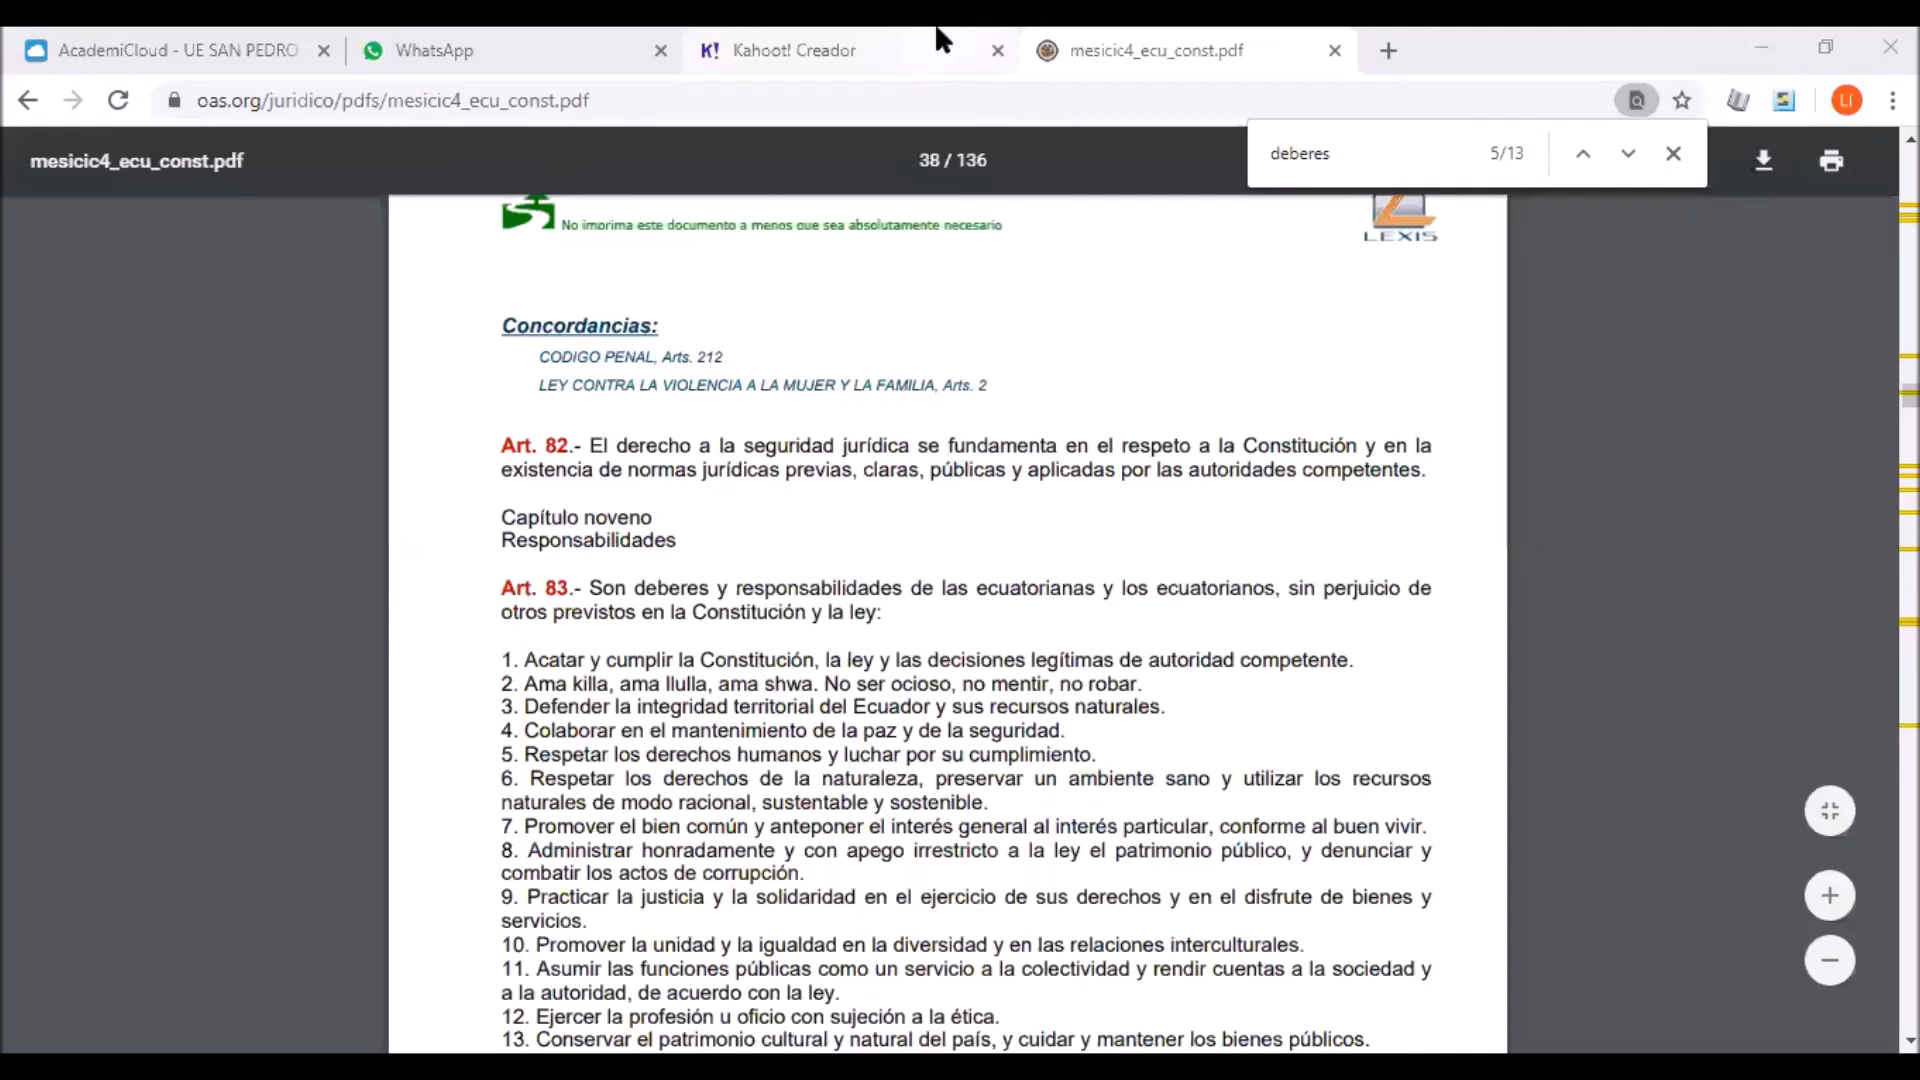 AcademiCloud - UE SAN PEDRO
WhatsApp
K! Kahoot! Creador
mesicic4_ecu_const.pdf
oas.org/juridico/pdfs/mesicic4_ecu_const.pdf
LI
deberes 5/13
mesicic4_ecu_const.pdf
38 / 136
No imprima este documento a menos que sea absolutamente necesario
LEXIS
Concordancias:
CODIGO PENAL, Arts. 212
LEY CONTRA LA VIOLENCIA A LA MUJER Y LA FAMILIA, Arts. 2
Art. 82.- El derecho a la seguridad jurídica se fundamenta en el respeto a la Constitución y en la
existencia de normas jurídicas previas, claras, públicas y aplicadas por las autoridades competentes.
Capítulo noveno
Responsabilidades
Art. 83.- Son deberes y responsabilidades de las ecuatorianas y los ecuatorianos, sin perjuicio de
otros previstos en la Constitución y la ley:
1. Acatar y cumplir la Constitución, la ley y las decisiones legítimas de autoridad competente.
2. Ama killa, ama llulla, ama shwa. No ser ocioso, no mentir, no robar.
3. Defender la integridad territorial del Ecuador y sus recursos naturales.
4. Colaborar en el mantenimiento de la paz y de la seguridad.
5. Respetar los derechos humanos y luchar por su cumplimiento.
6. Respetar los derechos de la naturaleza, preservar un ambiente sano y utilizar los recursos
naturales de modo racional, sustentable y sostenible.
7. Promover el bien común y anteponer el interés general al interés particular, conforme al buen vivir.
8. Administrar honradamente y con apego irrestricto a la ley el patrimonio público, y denunciar y
combatir los actos de corrupción.
9. Practicar la justicia y la solidaridad en el ejercicio de sus derechos y en el disfrute de bienes y
servicios.
10. Promover la unidad y la igualdad en la diversidad y en las relaciones interculturales.
11. Asumir las funciones públicas como un servicio a la colectividad y rendir cuentas a la sociedad y
a la autoridad, de acuerdo con la ley.
12. Ejercer la profesión u oficio con sujeción a la ética.
13. Conservar el patrimonio cultural y natural del país, y cuidar y mantener los bienes públicos.